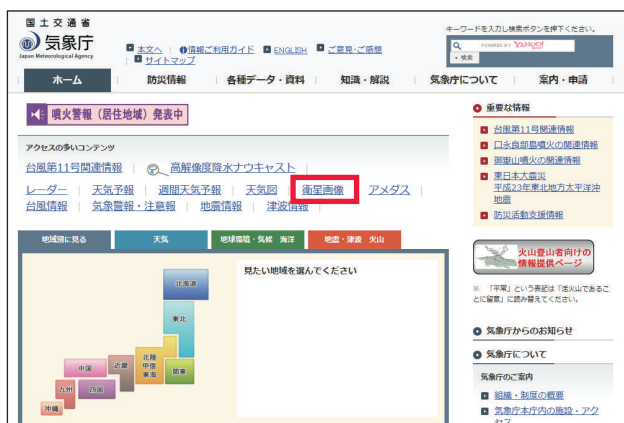 国土交通省
気象庁
Japan Meteorological Agency
本文へ | 情報ご利用ガイド ENGLISH ご意見・ご感想
サイトマップ
キーワードを入力し検索ボタンを押下ください。
POWERED BY YAHOO!
検索
ホーム 防災情報 各種データ・資料 知識・解説 気象庁について 案内・申請
噴火警報（居住地域）発表中
アクセスの多いコンテンツ
台風第11号関連情報 | 高解像度降水ナウキャスト |
レーダー | 天気予報 | 週間天気予報 | 天気図 | 衛星画像 | アメダス |
台風情報 | 気象警報・注意報 | 地震情報 | 津波情報
地域別に見る 天気 地球環境・気候 海洋 地震・津波 火山
見たい地域を選んでください
北海道
東北
北陸
甲信
東海
関東
近畿
中国
四国
九州
沖縄
重要な情報
台風第11号関連情報
口永良部島噴火の関連情報
御嶽山噴火の関連情報
東日本大震災
平成23年東北地方太平洋沖
地震
防災活動支援情報
火山登山者向けの
情報提供ページ
※ 「平常」という表記は「活火山であるこ
とに留意」に読み替えてください。
気象庁からのお知らせ
気象庁について
気象庁のご案内
組織・制度の概要
気象庁本庁内の施設・アク
セス